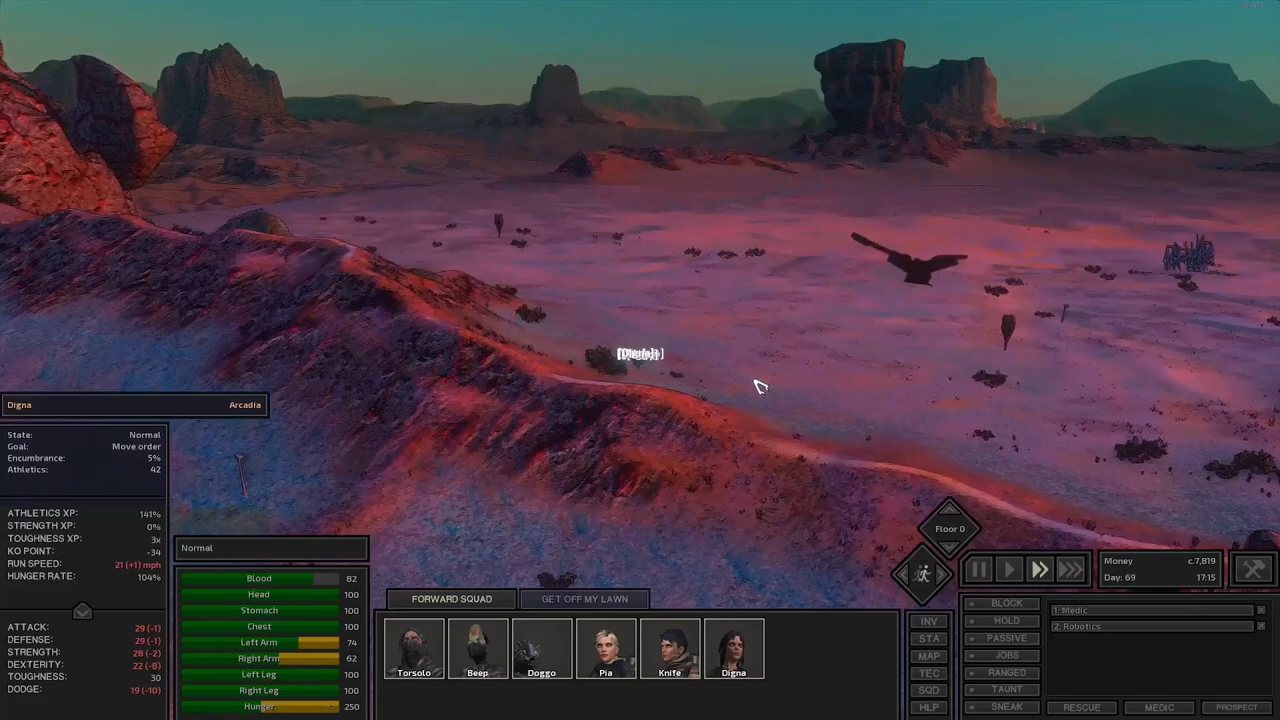 Digna Arcadia
State: Normal
Goal: Move order
Encumbrance: 5%
Athletics: 42
ATHLETICS XP: 141%
STRENGTH XP: 0%
TOUGHNESS XP: 3x
KO POINT: -34
RUN SPEED: 21 (+1) mph
HUNGER RATE: 104%
ATTACK: 29 (-1)
DEFENSE: 29 (-1)
STRENGTH: 28 (-2)
DEXTERITY: 22 (-8)
TOUGHNESS: 30
DODGE: 19 (-10)
Normal
Blood 82
Head 100
Stomach 100
Chest 100
Left Arm 74
Right Arm 62
Left Leg 100
Right Leg 100
Hunger 250
FORWARD SQUAD GET OFF MY LAWN
Torsolo Beep Doggo Pia Knife Digna
Floor 0
Money c.7,819
Day: 69 17:15
INV
STA
MAP
TEC
SQD
HLP
BLOCK
HOLD
PASSIVE
JOBS
RANGED
TAUNT
SNEAK
1: Medic
2: Robotics
RESCUE MEDIC PROSPECT